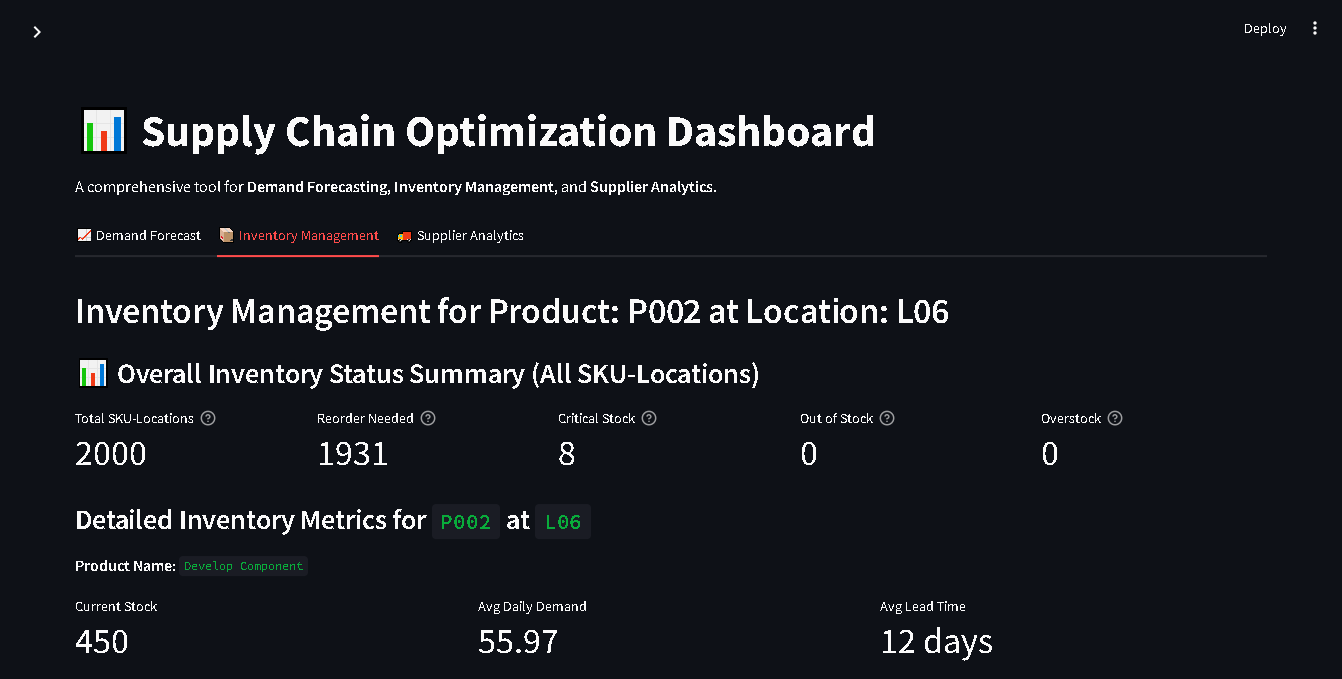 Deploy
Supply Chain Optimization Dashboard
A comprehensive tool for Demand Forecasting, Inventory Management, and Supplier Analytics.
Demand Forecast Inventory Management Supplier Analytics
Inventory Management for Product: P002 at Location: L06
Overall Inventory Status Summary (All SKU-Locations)
Total SKU-Locations Reorder Needed Critical Stock Out of Stock Overstock
2000 1931 8 0 0
Detailed Inventory Metrics for P002 at L06
Product Name: Develop Component
Current Stock Avg Daily Demand Avg Lead Time
450 55.97 12 days